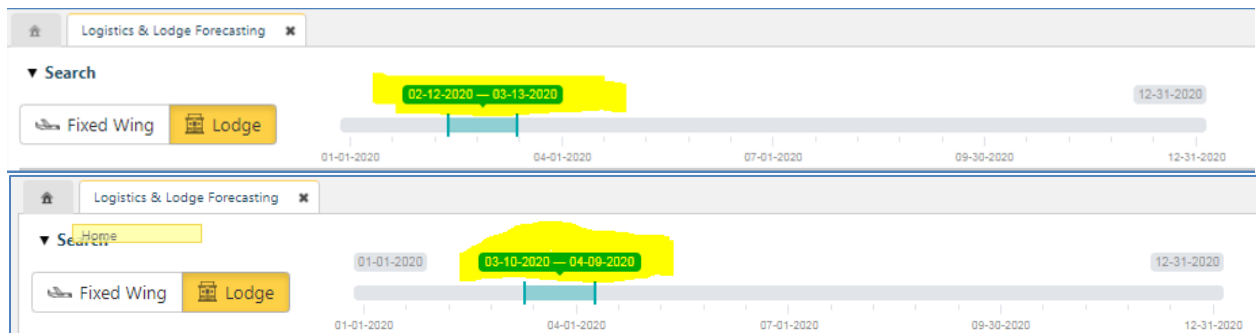 Logistics & Lodge Forecasting ✖
▼ Search
02-12-2020 — 03-13-2020
12-31-2020
Fixed Wing Lodge
01-01-2020 04-01-2020 07-01-2020 09-30-2020 12-31-2020
Logistics & Lodge Forecasting ✖
▼ Search
Home
01-01-2020 03-10-2020 — 04-09-2020 12-31-2020
Fixed Wing Lodge
01-01-2020 04-01-2020 07-01-2020 09-30-2020 12-31-2020